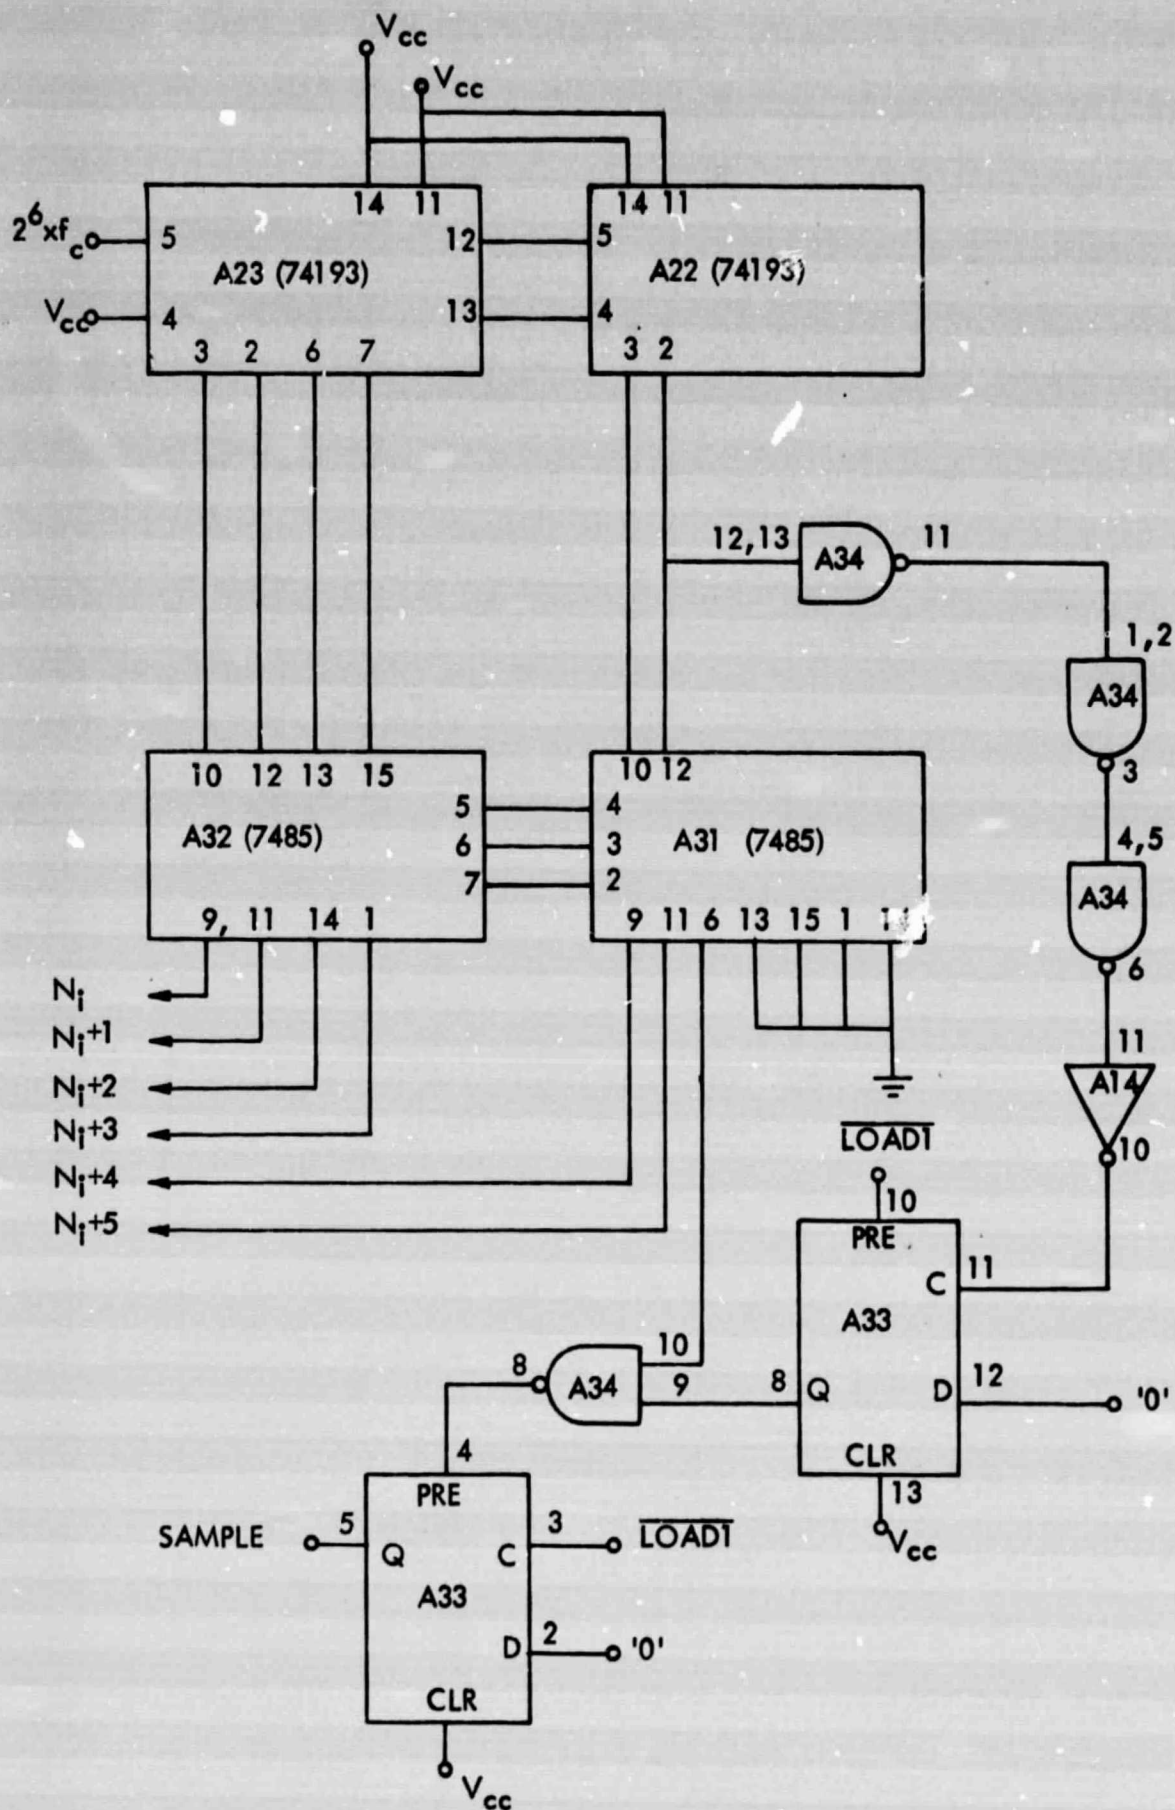 Vcc
Vcc
14 11
14 11
2⁶xfc
5
12
5
A23 (74193)
A22 (74193)
Vcc
4
13
4
3 2 6 7
3 2
12,13
A34
11
1,2
A34
3
10 12 13 15
10 12
5
4
A32 (7485)
6
3
A31 (7485)
7
2
4,5
A34
6
9, 11 14 1
9 11 6 13 15 1
Ni
Ni+1
Ni+2
Ni+3
Ni+4
Ni+5
11
A14
10
LOAD1
10
PRE
C
11
A33
8
Q
D
12
'0'
CLR
13
Vcc
8
A34
10
9
4
PRE
SAMPLE
5
Q
C
3
LOAD1
A33
D
2
'0'
CLR
Vcc